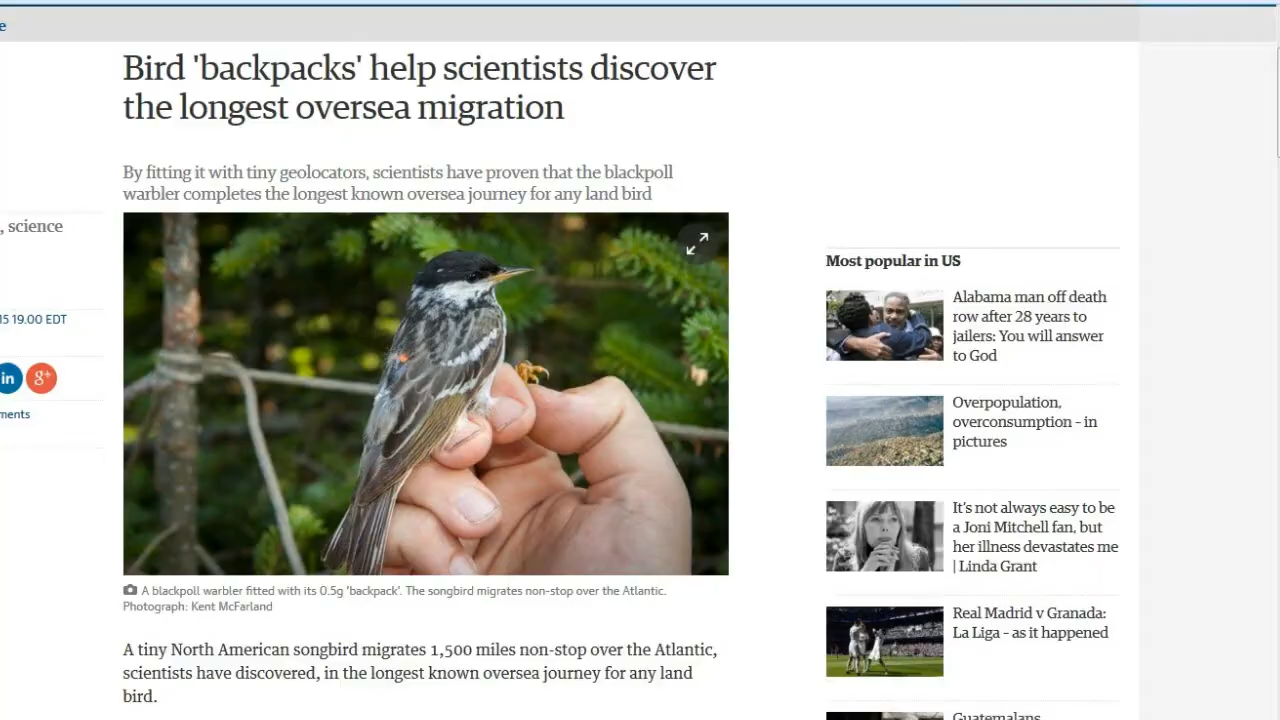 e
Bird 'backpacks' help scientists discover
the longest oversea migration
By fitting it with tiny geolocators, scientists have proven that the blackpoll
warbler completes the longest known oversea journey for any land bird
, science
15 19.00 EDT
in
g+
ments
A blackpoll warbler fitted with its 0.5g 'backpack'. The songbird migrates non-stop over the Atlantic.
Photograph: Kent McFarland
A tiny North American songbird migrates 1,500 miles non-stop over the Atlantic,
scientists have discovered, in the longest known oversea journey for any land
bird.
Most popular in US
Alabama man off death
row after 28 years to
jailers: You will answer
to God
Overpopulation,
overconsumption – in
pictures
It's not always easy to be
a Joni Mitchell fan, but
her illness devastates me
| Linda Grant
Real Madrid v Granada:
La Liga – as it happened
Guatemalans